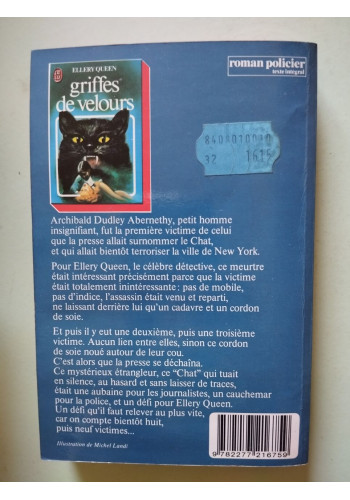 ELLERY QUEEN
griffes
de velours
roman policier
texte intégral
32
Archibald Dudley Abernethy, petit homme
insignifiant, fut la première victime de celui
que la presse allait surnommer le Chat,
et qui allait bientôt terroriser la ville de New York.
Pour Ellery Queen, le célèbre détective, ce meurtre
était intéressant précisément parce que la victime
était totalement inintéressante : pas de mobile,
pas d'indice, l'assassin était venu et reparti,
ne laissant derrière lui qu'un cadavre et un cordon
de soie.
Et puis il y eut une deuxième, puis une troisième
victime. Aucun lien entre elles, sinon ce cordon
de soie noué autour de leur cou.
C'est alors que la presse se déchaîna.
Ce mystérieux étrangleur, ce "Chat" qui tuait
en silence, au hasard et sans laisser de traces,
était une aubaine pour les journalistes, un cauchemar
pour la police, et un défi pour Ellery Queen.
Un défi qu'il faut relever au plus vite,
car on compte bientôt huit,
puis neuf victimes...
Illustration de Michel Landi
9 782277 216759